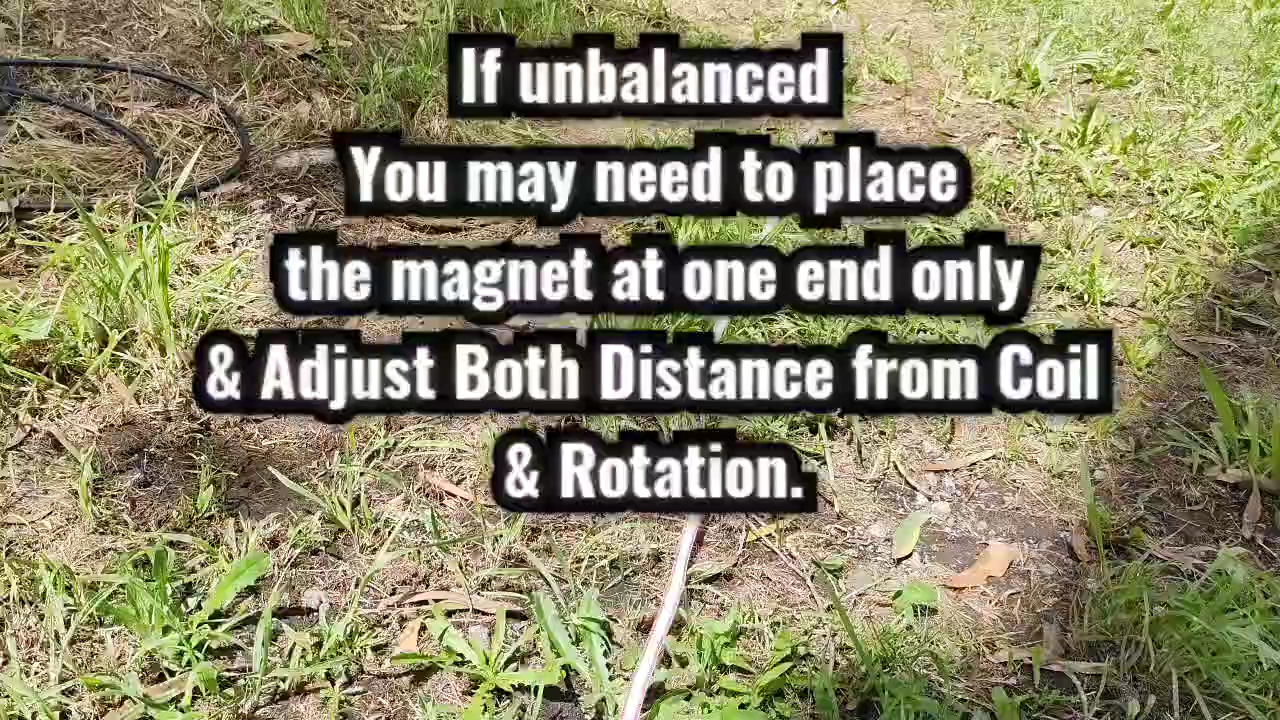 If unbalanced
You may need to place
the magnet at one end only
& Adjust Both Distance from Coil
& Rotation.